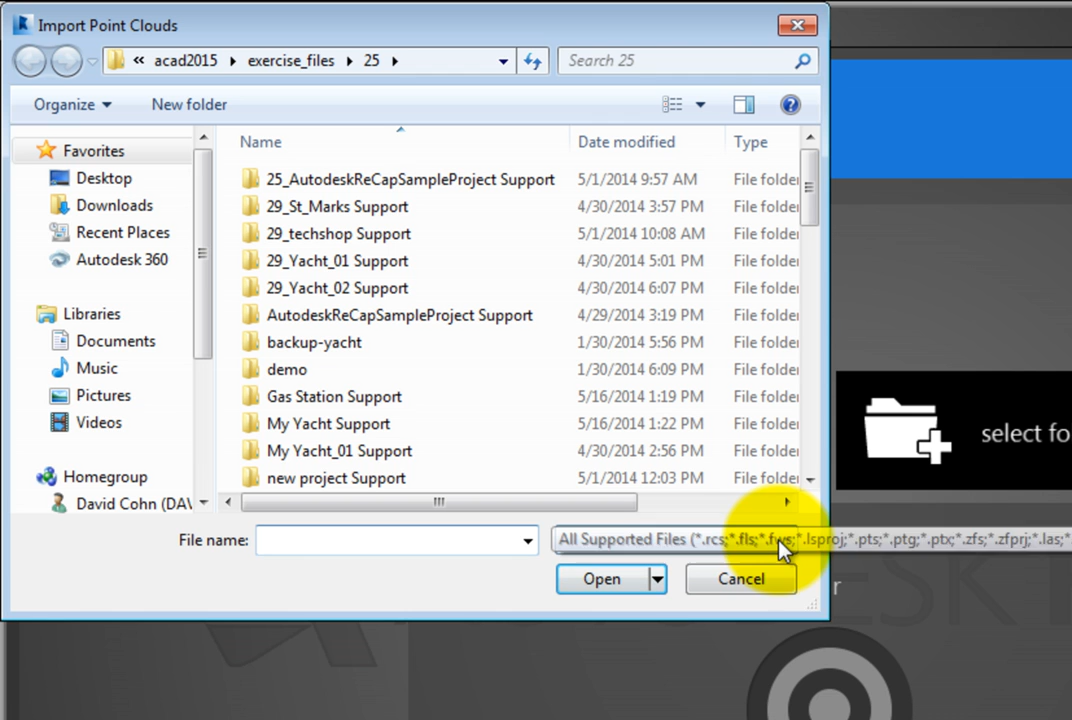 Import Point Clouds
« acad2015 ▸ exercise_files ▸ 25 ▸
Search 25
Organize
New folder
Name
Date modified
Type
Favorites
Desktop
Downloads
Recent Places
Autodesk 360
Libraries
Documents
Music
Pictures
Videos
Homegroup
David Cohn (DAV
25_AutodeskReCapSampleProject Support 5/1/2014 9:57 AM File folder
29_St_Marks Support 4/30/2014 3:57 PM File folder
29_techshop Support 5/1/2014 10:08 AM File folder
29_Yacht_01 Support 4/30/2014 5:01 PM File folder
29_Yacht_02 Support 4/30/2014 6:07 PM File folder
AutodeskReCapSampleProject Support 4/29/2014 3:19 PM File folder
backup-yacht 1/30/2014 5:56 PM File folder
demo 1/30/2014 6:09 PM File folder
Gas Station Support 5/16/2014 1:19 PM File folder
My Yacht Support 5/16/2014 1:22 PM File folder
My Yacht_01 Support 4/30/2014 2:56 PM File folder
new project Support 5/1/2014 12:03 PM File folder
select fo
File name:
All Supported Files (*.rcs;*.fls;*.fws;*.lsproj;*.pts;*.ptg;*.ptx;*.zfs;*.zfprj;*.las;*
Open
Cancel
r
ESK